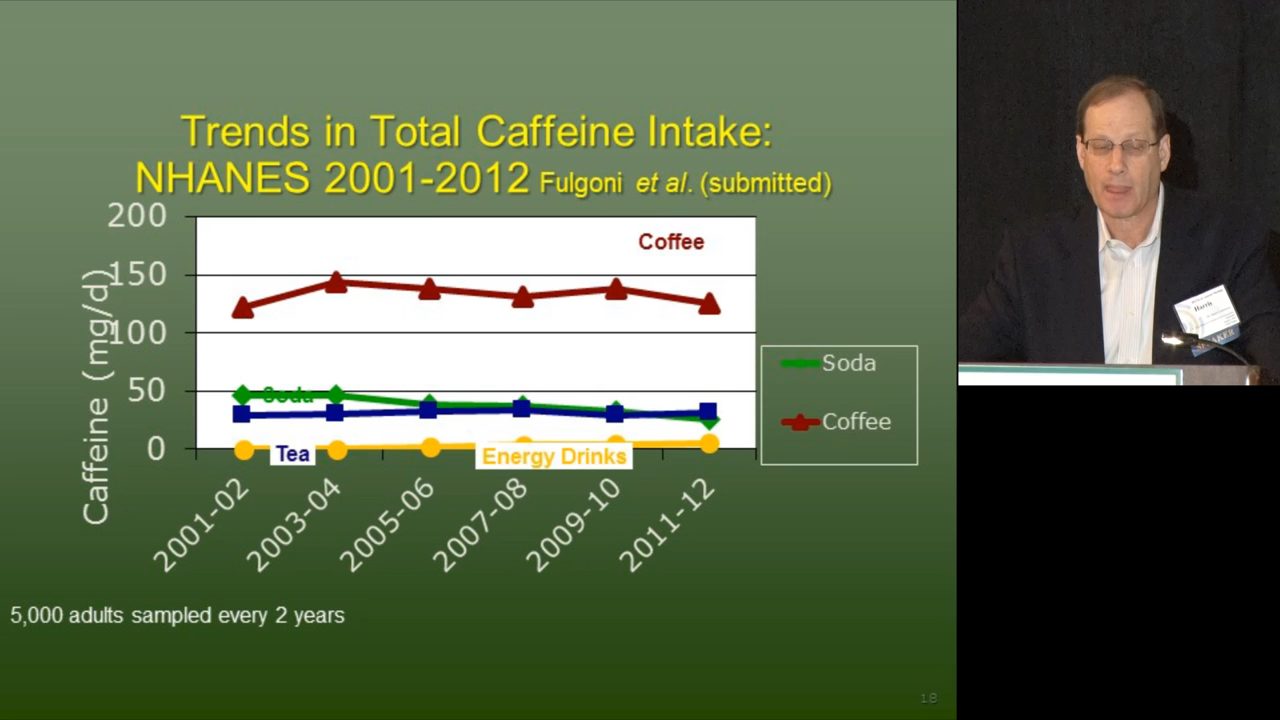 Trends in Total Caffeine Intake:
NHANES 2001-2012 Fulgoni et al. (submitted)
Caffeine (mg/d)
200
150
100
50
0
Coffee
Soda
Tea
Energy Drinks
2001-02
2003-04
2005-06
2007-08
2009-10
2011-12
Soda
Coffee
5,000 adults sampled every 2 years
18
Harris
SPEAKER